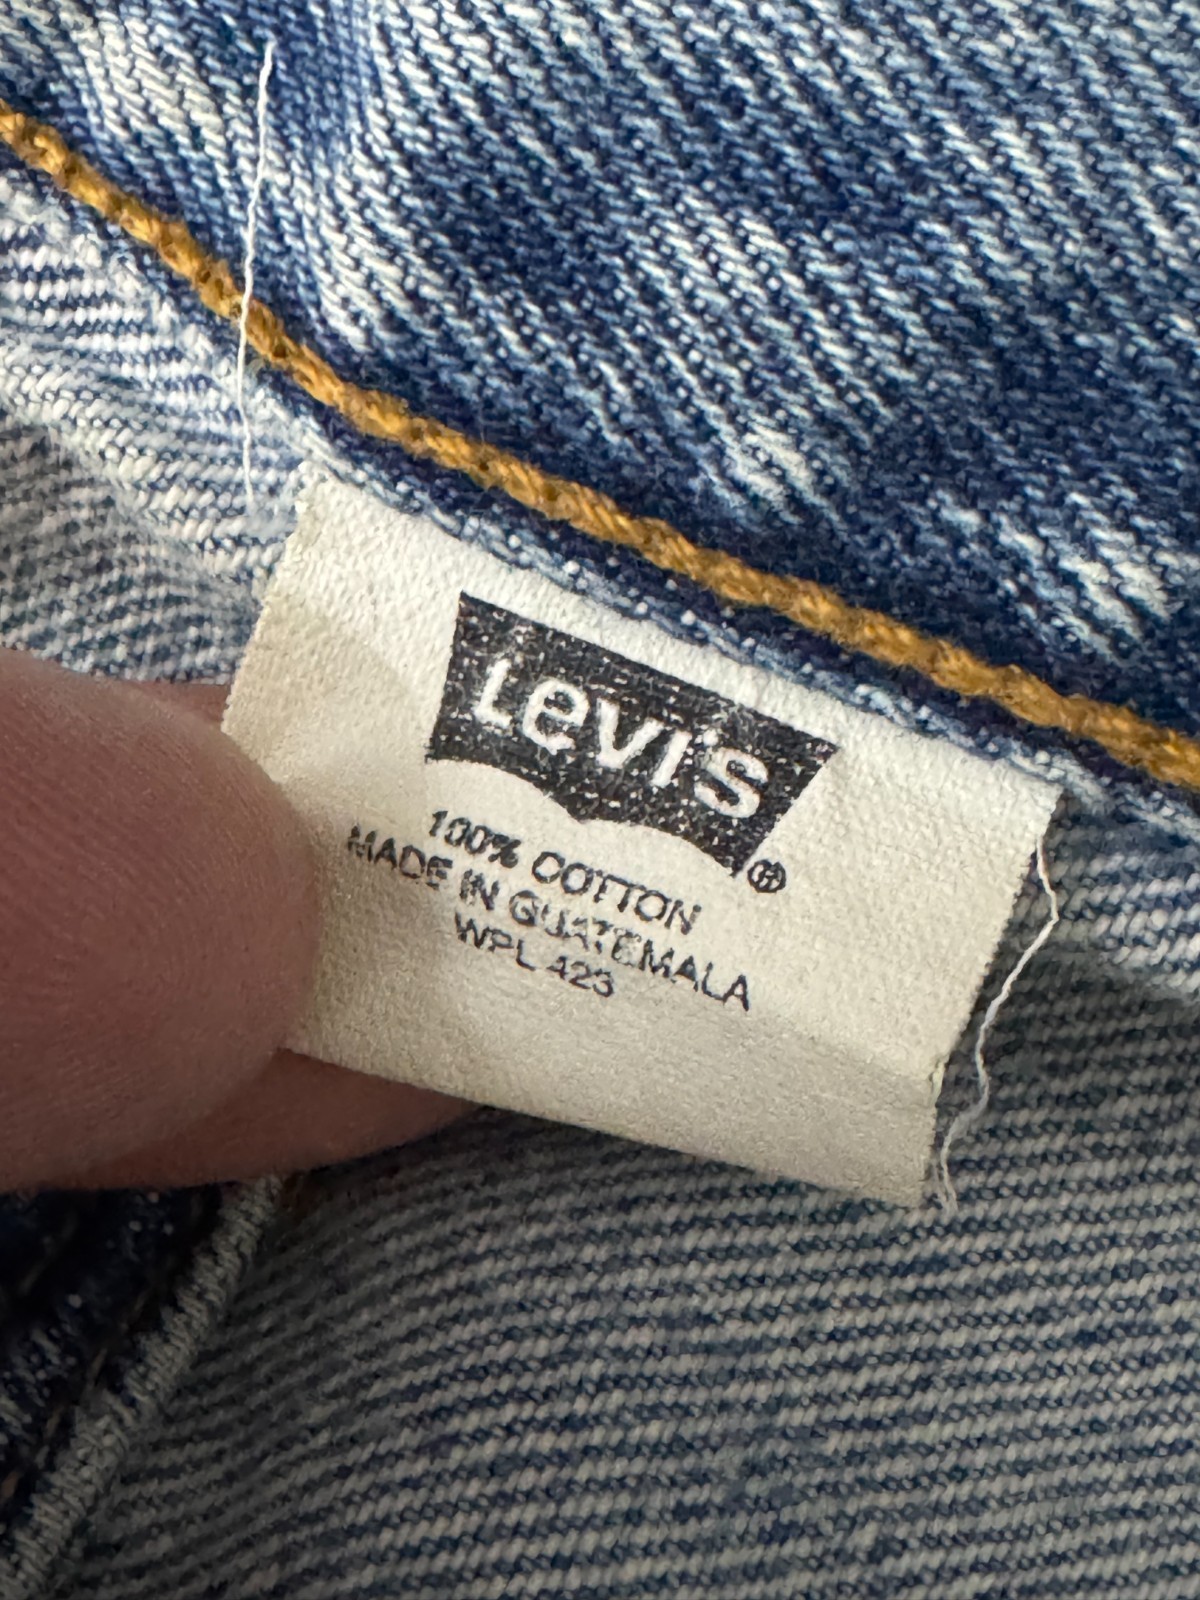 Levi's
®
100% COTTON
MADE IN GUATEMALA
WPL 423